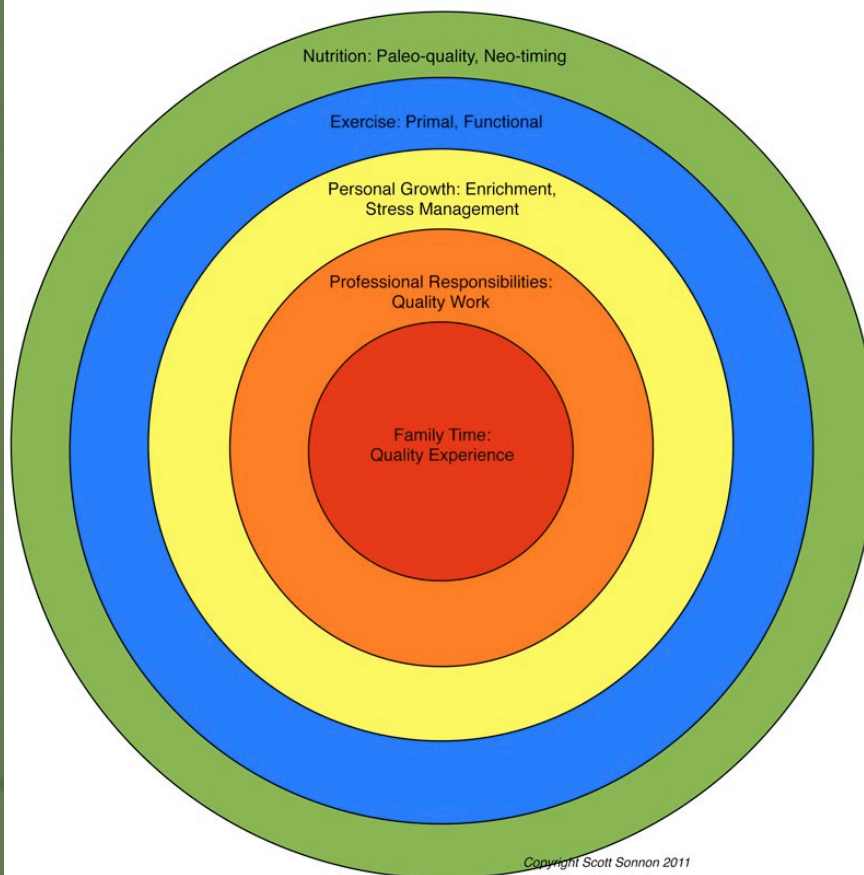 Nutrition: Paleo-quality, Neo-timing
Exercise: Primal, Functional
Personal Growth: Enrichment,
Stress Management
Professional Responsibilities:
Quality Work
Family Time:
Quality Experience
Copyright Scott Sonnon 2011